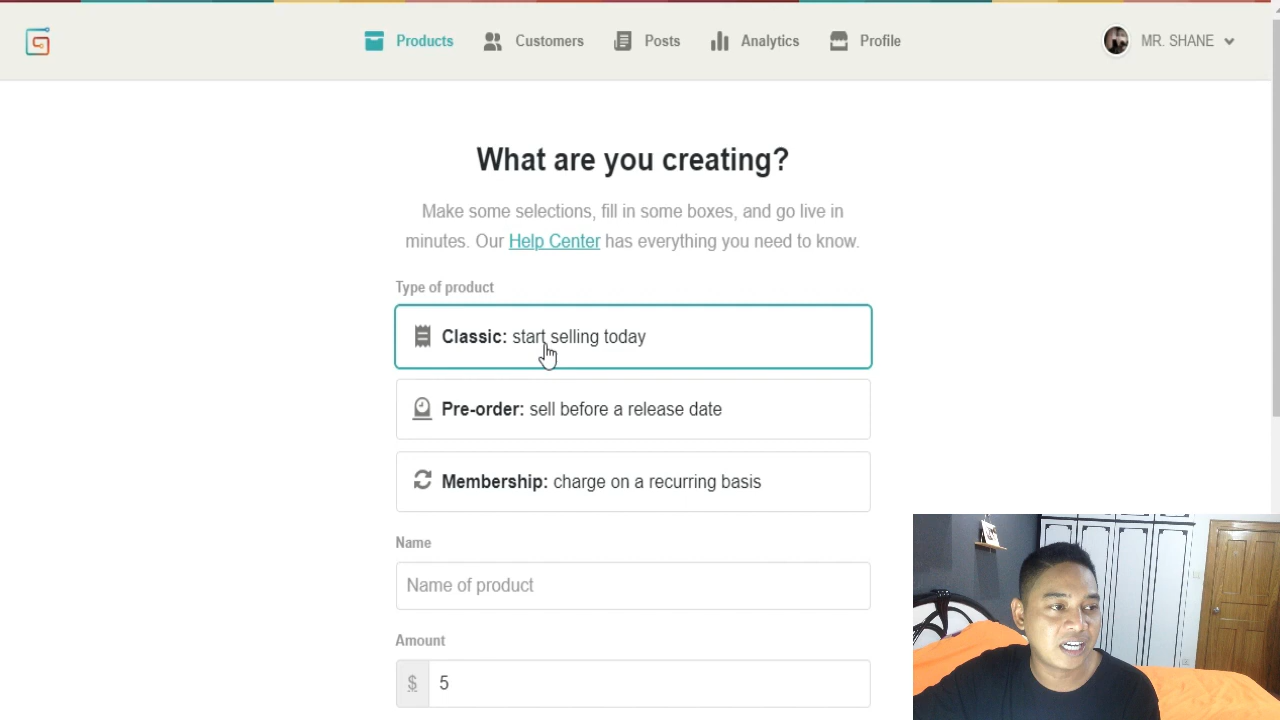 Products
Customers
Posts
Analytics
Profile
MR. SHANE
What are you creating?
Make some selections, fill in some boxes, and go live in
minutes. Our Help Center has everything you need to know.
Type of product
Classic: start selling today
Pre-order: sell before a release date
Membership: charge on a recurring basis
Name
Name of product
Amount
$ 5